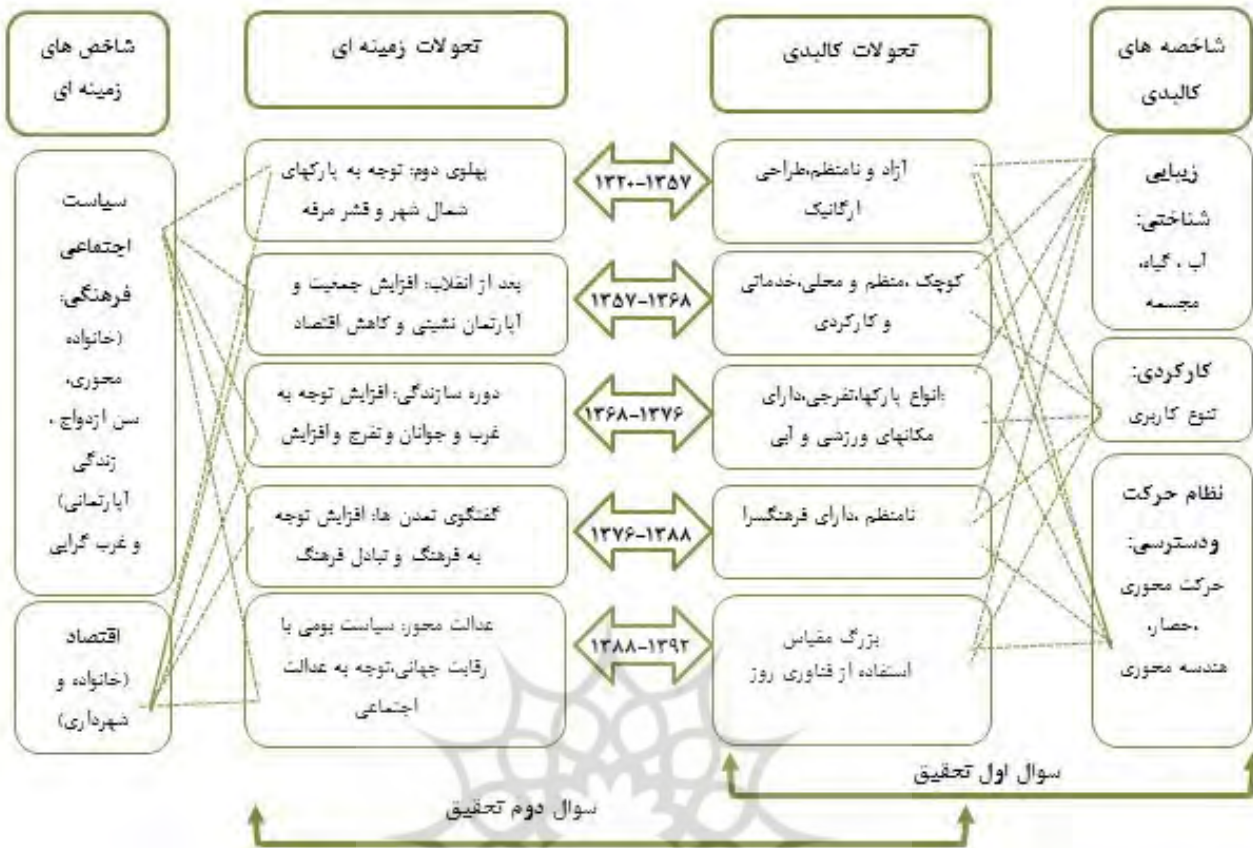 شاخصه های
کالبدی
تحولات کالبدی
تحولات زمینه ای
شاخص های
زمینه ای
زیبایی
شناختی:
آب ، گیاه،
مجسمه
کارکردی:
تنوع کاربری
نظام حرکت
ودسترسی:
حرکت محوری
،حصار،
هندسه محوری
آزاد و نامنظم،طراحی
ارگانیک
۱۳۲۰-۱۳۵۷
پهلوی دوم: توجه به پارکهای
شمال شهر و قشر مرفه
کوچک ،منظم و محلی،خدماتی
و کارکردی
۱۳۵۷-۱۳۶۸
بعد از انقلاب: افزایش جمعیت و
آپارتمان نشینی و کاهش اقتصاد
:انواع پارکها،تفرجی،دارای
مکانهای ورزشی و آبی
۱۳۶۸-۱۳۷۶
دوره سازندگی: افزایش توجه به
غرب و جوانان و تفرج و افزایش
نامنظم ،دارای فرهنگسرا
۱۳۷۶-۱۳۸۸
گفتگوی تمدن ها: افزایش توجه
به فرهنگ و تبادل فرهنگ
بزرگ مقیاس
استفاده از فناوری روز
۱۳۸۸-۱۳۹۲
عدالت محور: سیاست بومی با
رقابت جهانی،توجه به عدالت
اجتماعی
سیاست
اجتماعی
فرهنگی:
(خانواده
محوری،
سن ازدواج ،
زندگی
آپارتمانی)
و غرب گرایی
اقتصاد
(خانواده و
شهرداری)
سوال اول تحقیق
سوال دوم تحقیق